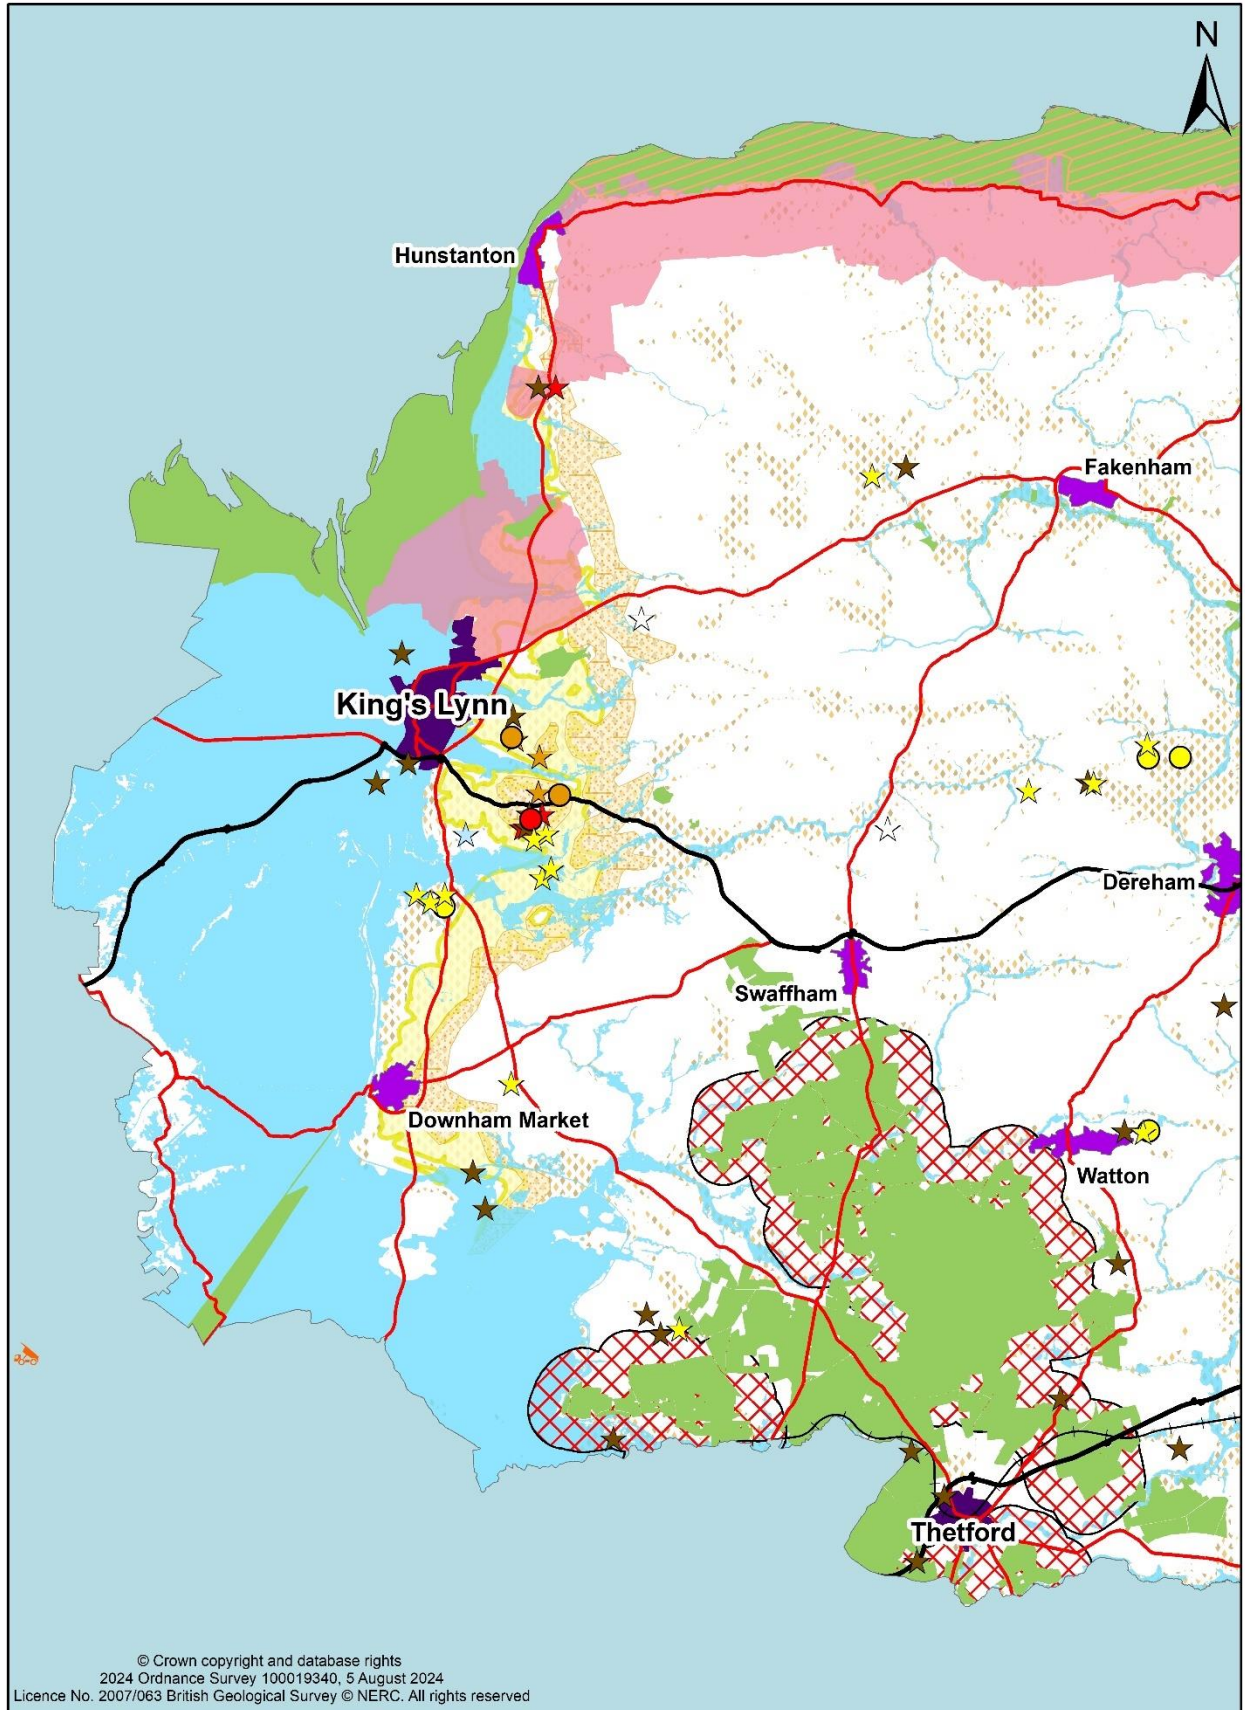 N
Hunstanton
Fakenham
King's Lynn
Dereham
Swaffham
Downham Market
Watton
Thetford
© Crown copyright and database rights
2024 Ordnance Survey 100019340, 5 August 2024
Licence No. 2007/063 British Geological Survey © NERC. All rights reserved